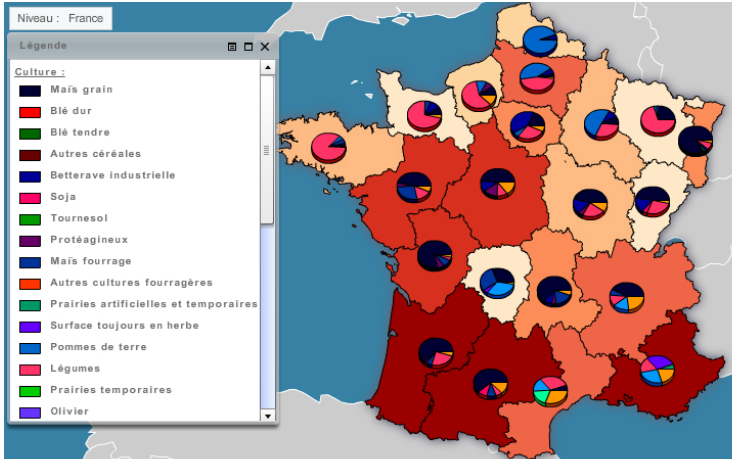 Niveau : France
Légende
Culture :
Maïs grain
Blé dur
Blé tendre
Autres céréales
Betterave industrielle
Soja
Tournesol
Protéagineux
Maïs fourrage
Autres cultures fourragères
Prairies artificielles et temporaires
Surface toujours en herbe
Pommes de terre
Légumes
Prairies temporaires
Olivier